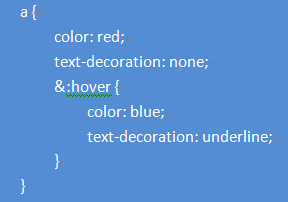 a {
color: red;
text-decoration: none;
&:hover {
color: blue;
text-decoration: underline;
}
}